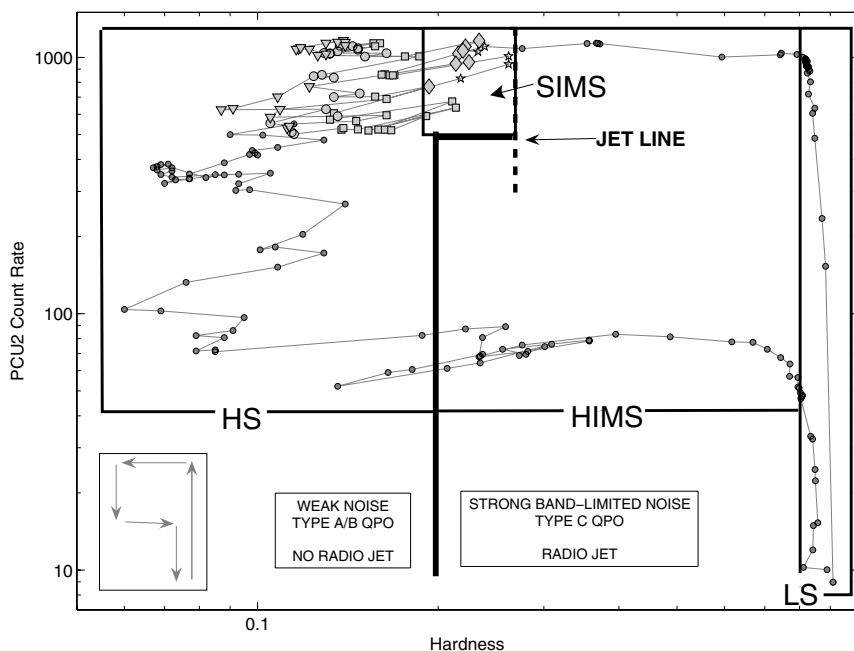 1000
SIMS
JET LINE
PCU2 Count Rate
100
HS
HIMS
WEAK NOISE
TYPE A/B QPO
NO RADIO JET
STRONG BAND–LIMITED NOISE
TYPE C QPO
RADIO JET
10
LS
0.1
Hardness